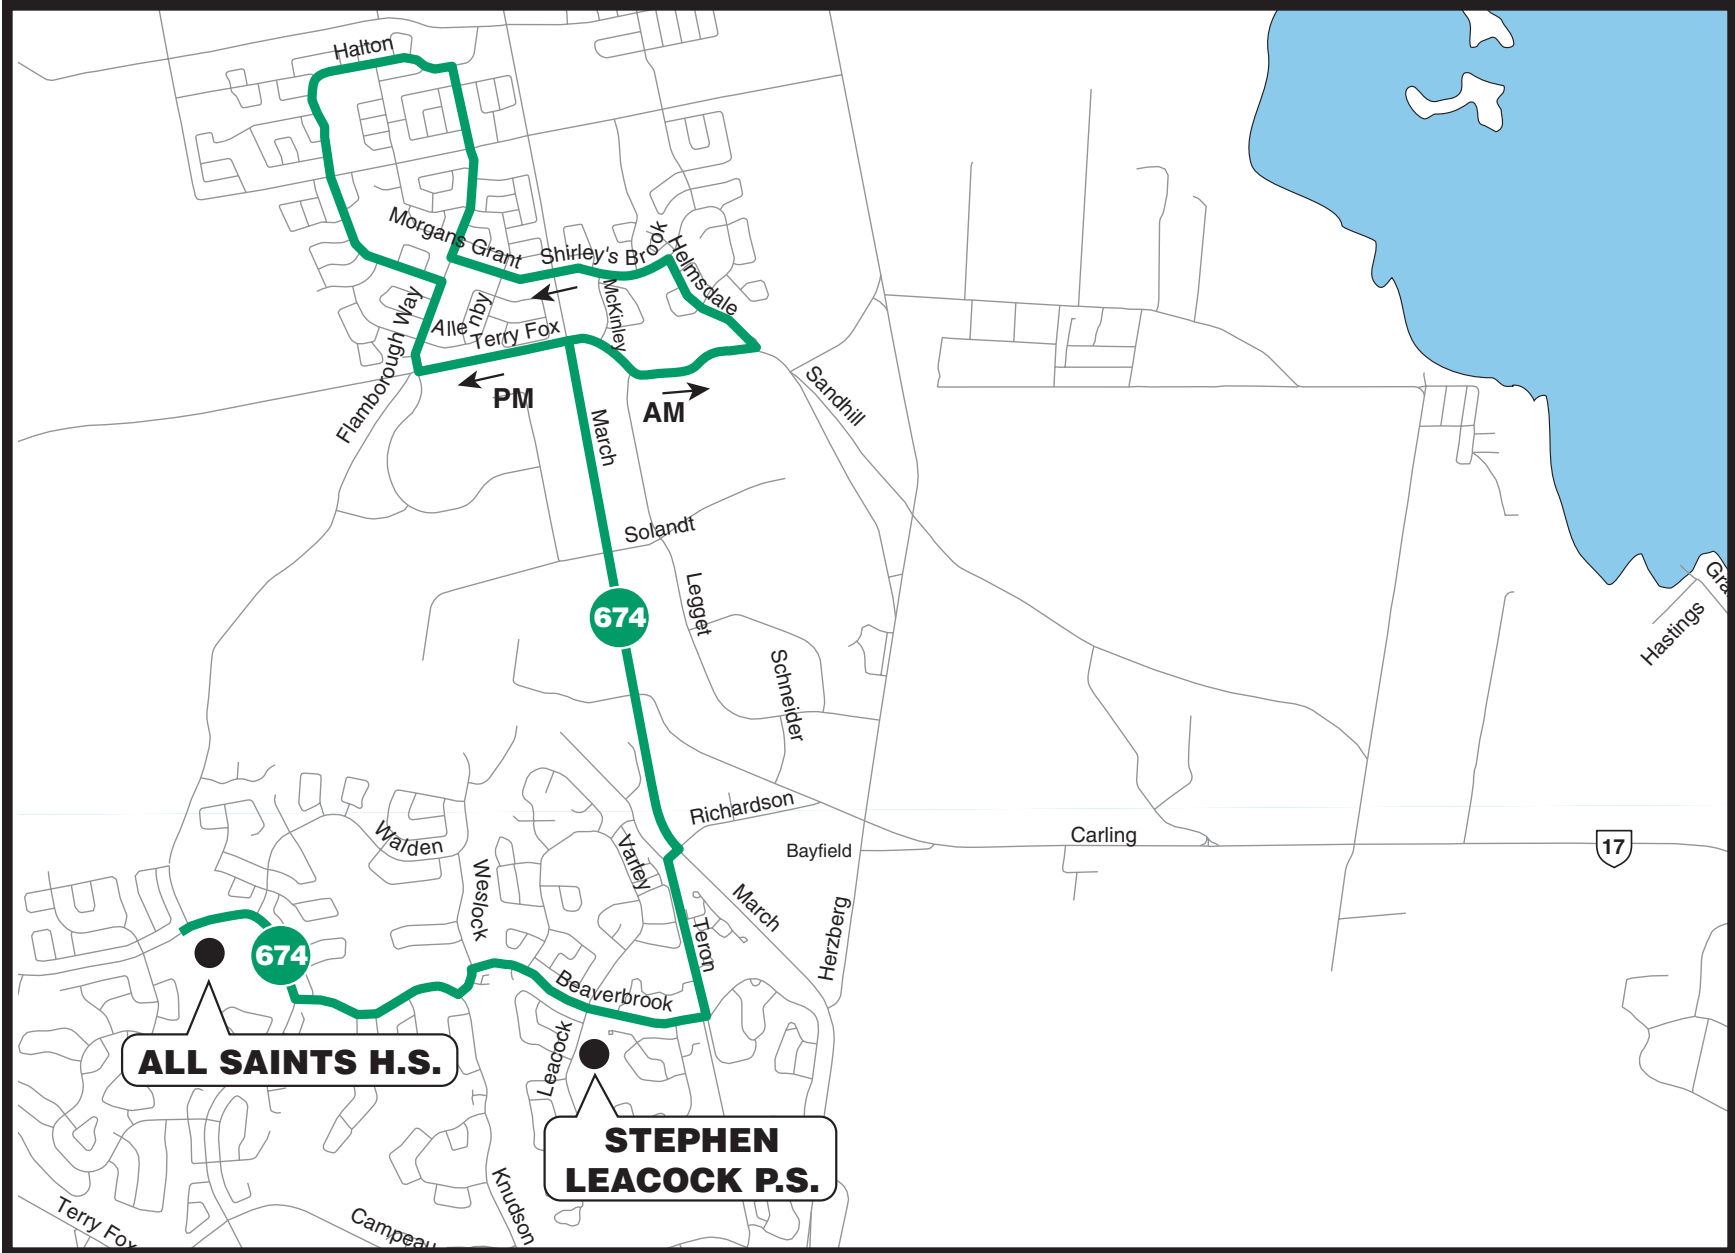 Halton
Morgans Grant
Shirley's Brook
Helmsdale
McKinley
Allenby
Terry Fox
Flamborough Way
PM
AM
March
Sandhill
Solandt
Legget
674
Schneider
Hastings
Richardson
Carling
17
Bayfield
Walden
Varley
Weslock
March
Teron
Herzberg
674
Beaverbrook
Leacock
ALL SAINTS H.S.
STEPHEN
LEACOCK P.S.
Knudson
Terry Fox
Campeau